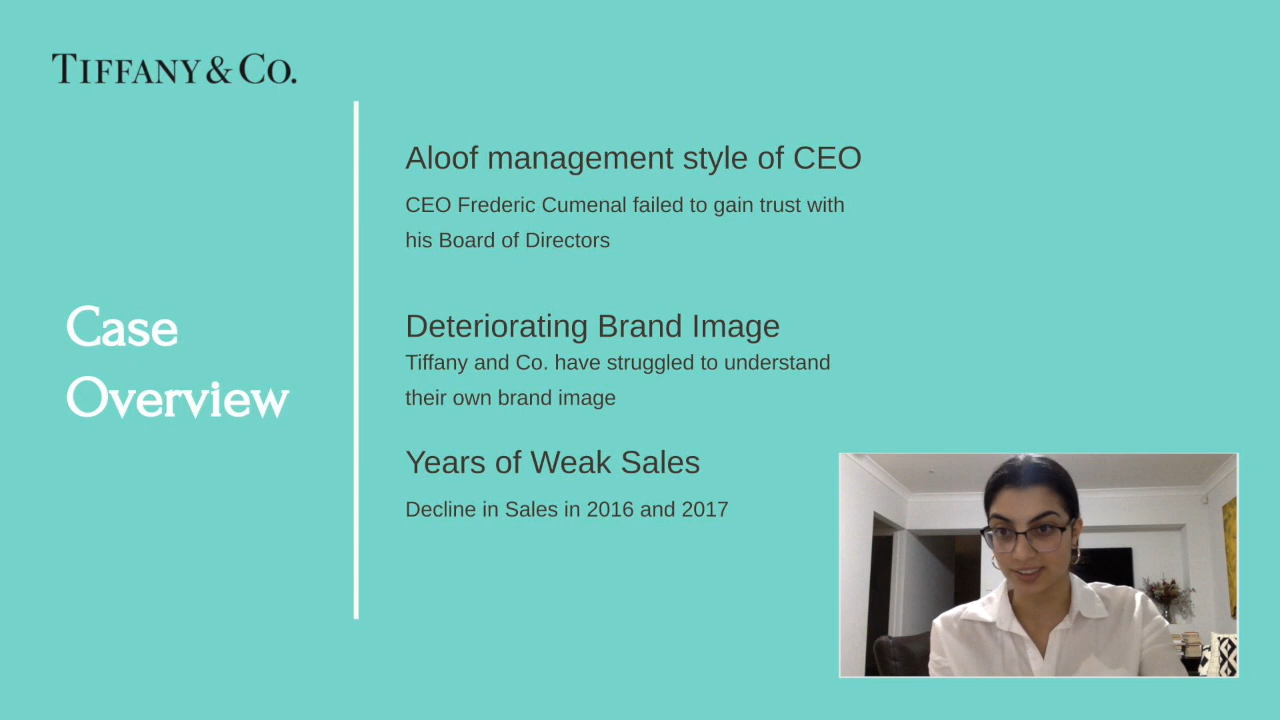 TIFFANY & CO.
Case
Overview
Aloof management style of CEO
CEO Frederic Cumenal failed to gain trust with
his Board of Directors
Deteriorating Brand Image
Tiffany and Co. have struggled to understand
their own brand image
Years of Weak Sales
Decline in Sales in 2016 and 2017